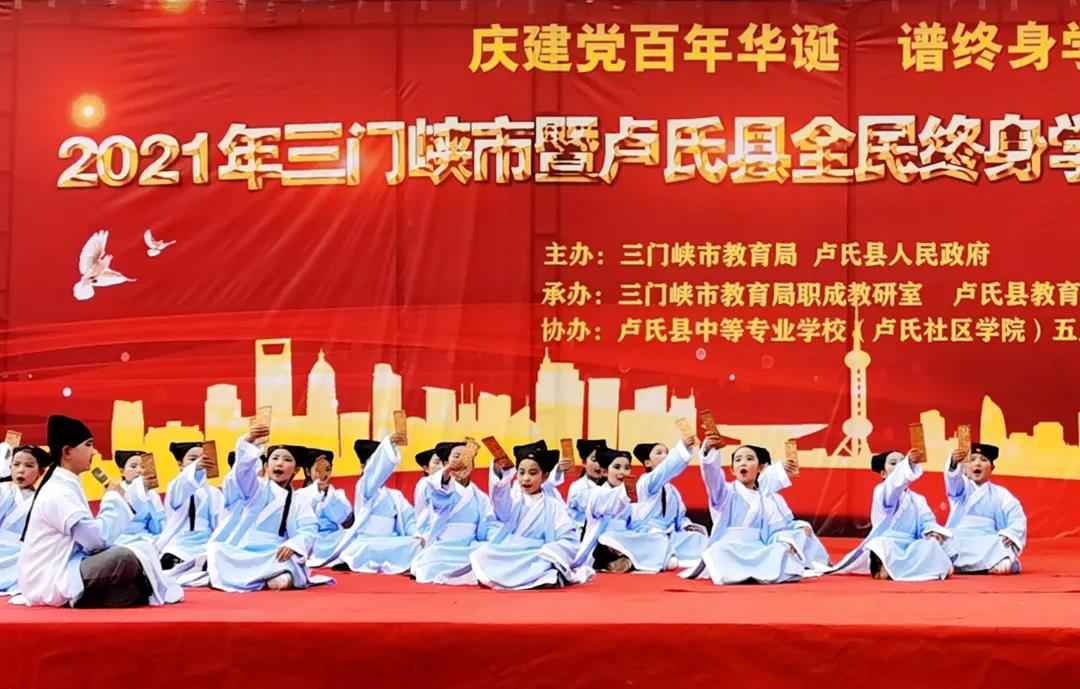 庆建党百年华诞 谱终身学
2021年三门峡市暨卢氏县全民终身学
主办：三门峡市教育局 卢氏县人民政府
承办：三门峡市教育局职成教研室 卢氏县教育
协办：卢氏县中等专业学校（卢氏社区学院）五